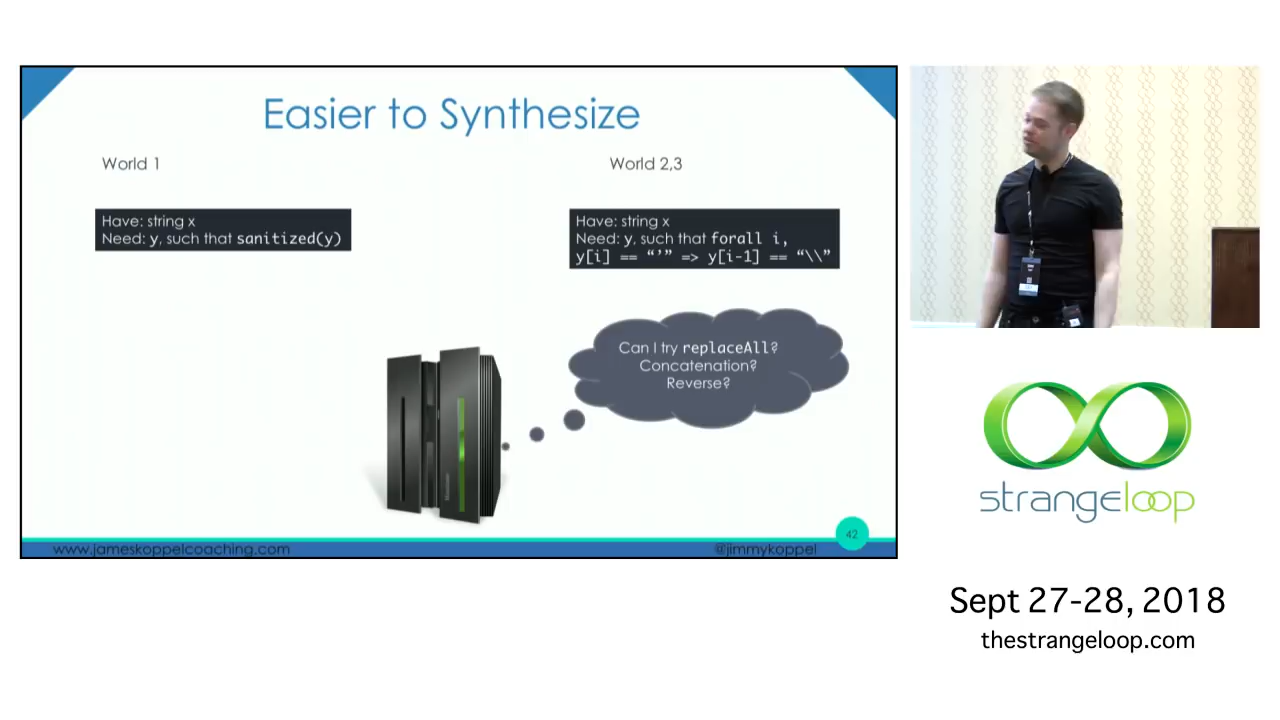 Easier to Synthesize
World 1
Have: string x
Need: y, such that sanitized(y)
World 2,3
Have: string x
Need: y, such that forall i,
y[i] == “’” => y[i-1] == “\\”
Can I try replaceAll?
Concatenation?
Reverse?
www.jameskoppelcoaching.com
@jimmykoppel
42
strangeloop
Sept 27-28, 2018
thestrangeloop.com